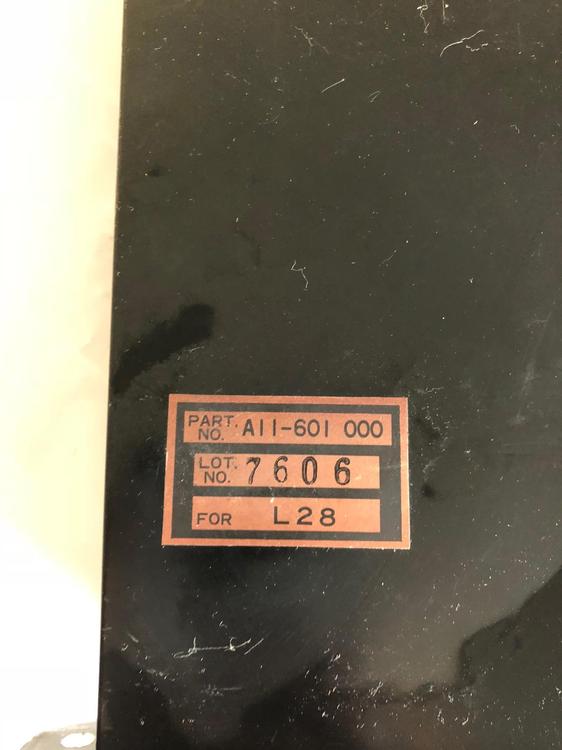 PART. NO. A11-601 000
LOT. NO. 7606
FOR L28